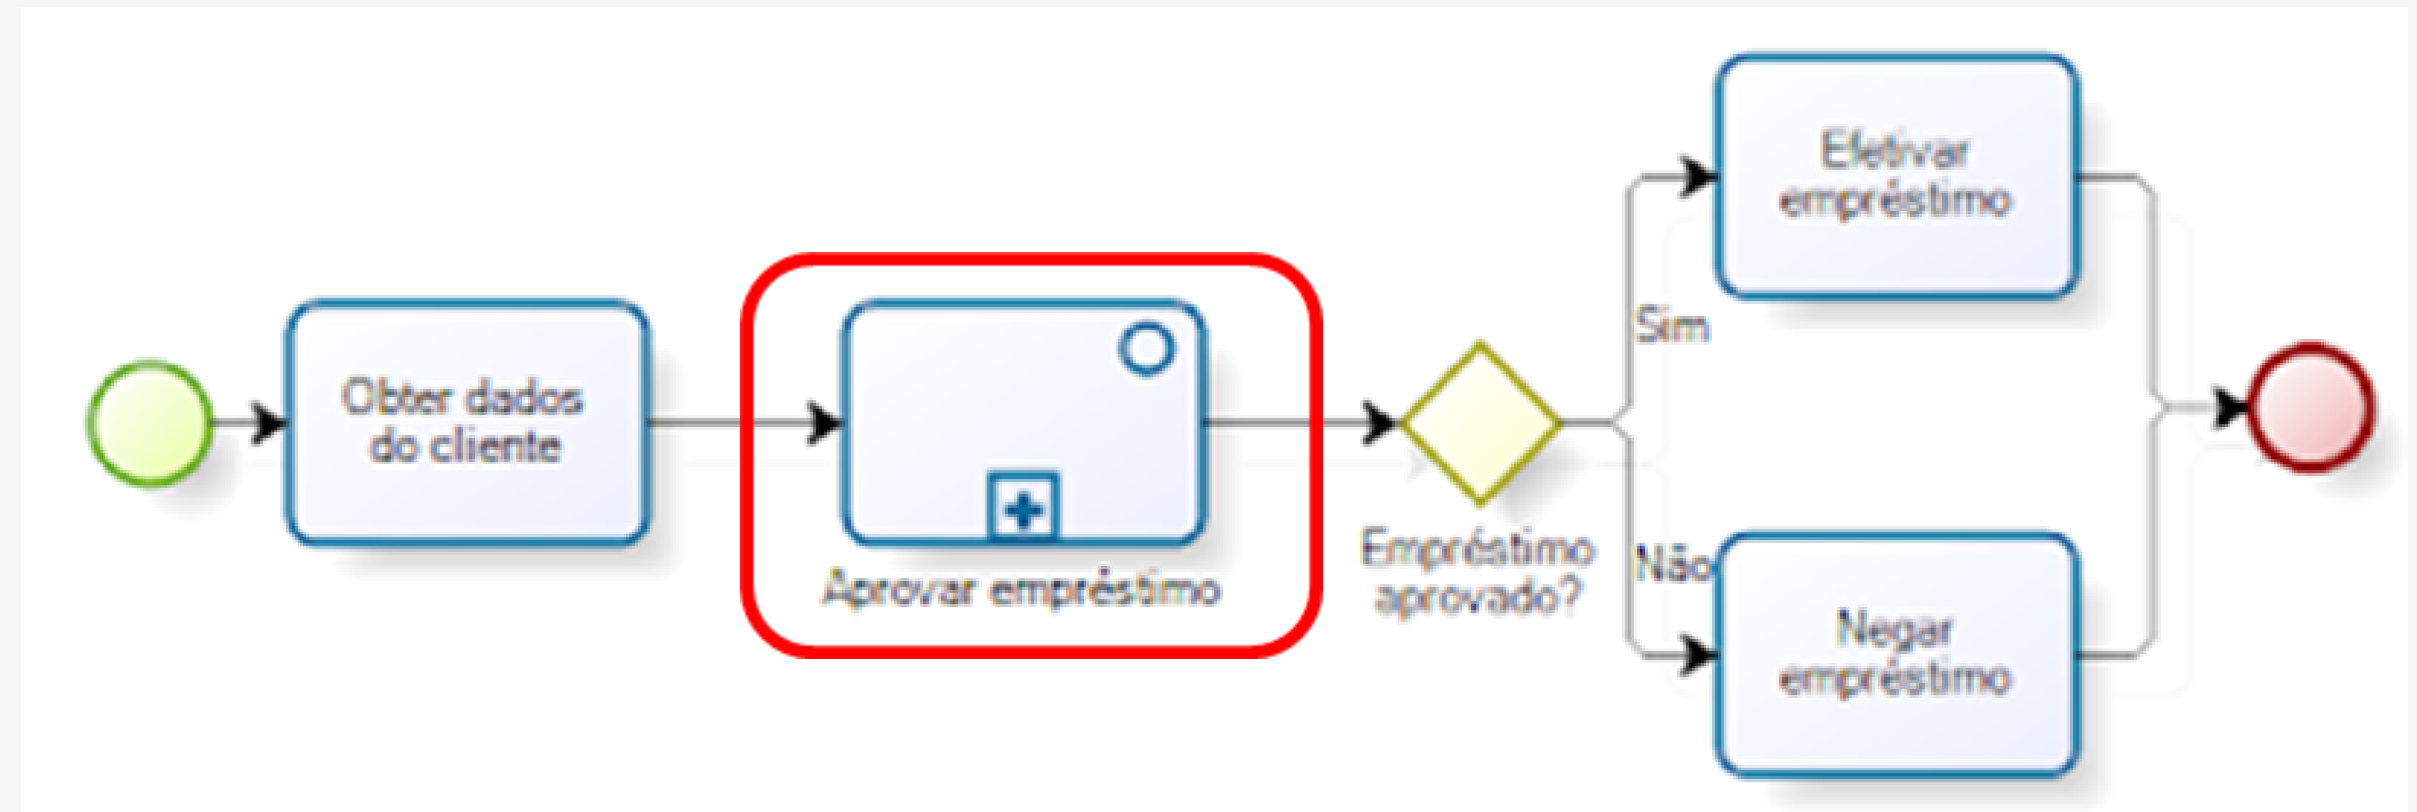 Obter dados
do cliente
Aprovar empréstimo
Empréstimo
aprovado?
Sim
Não
Efetivar
empréstimo
Negar
empréstimo